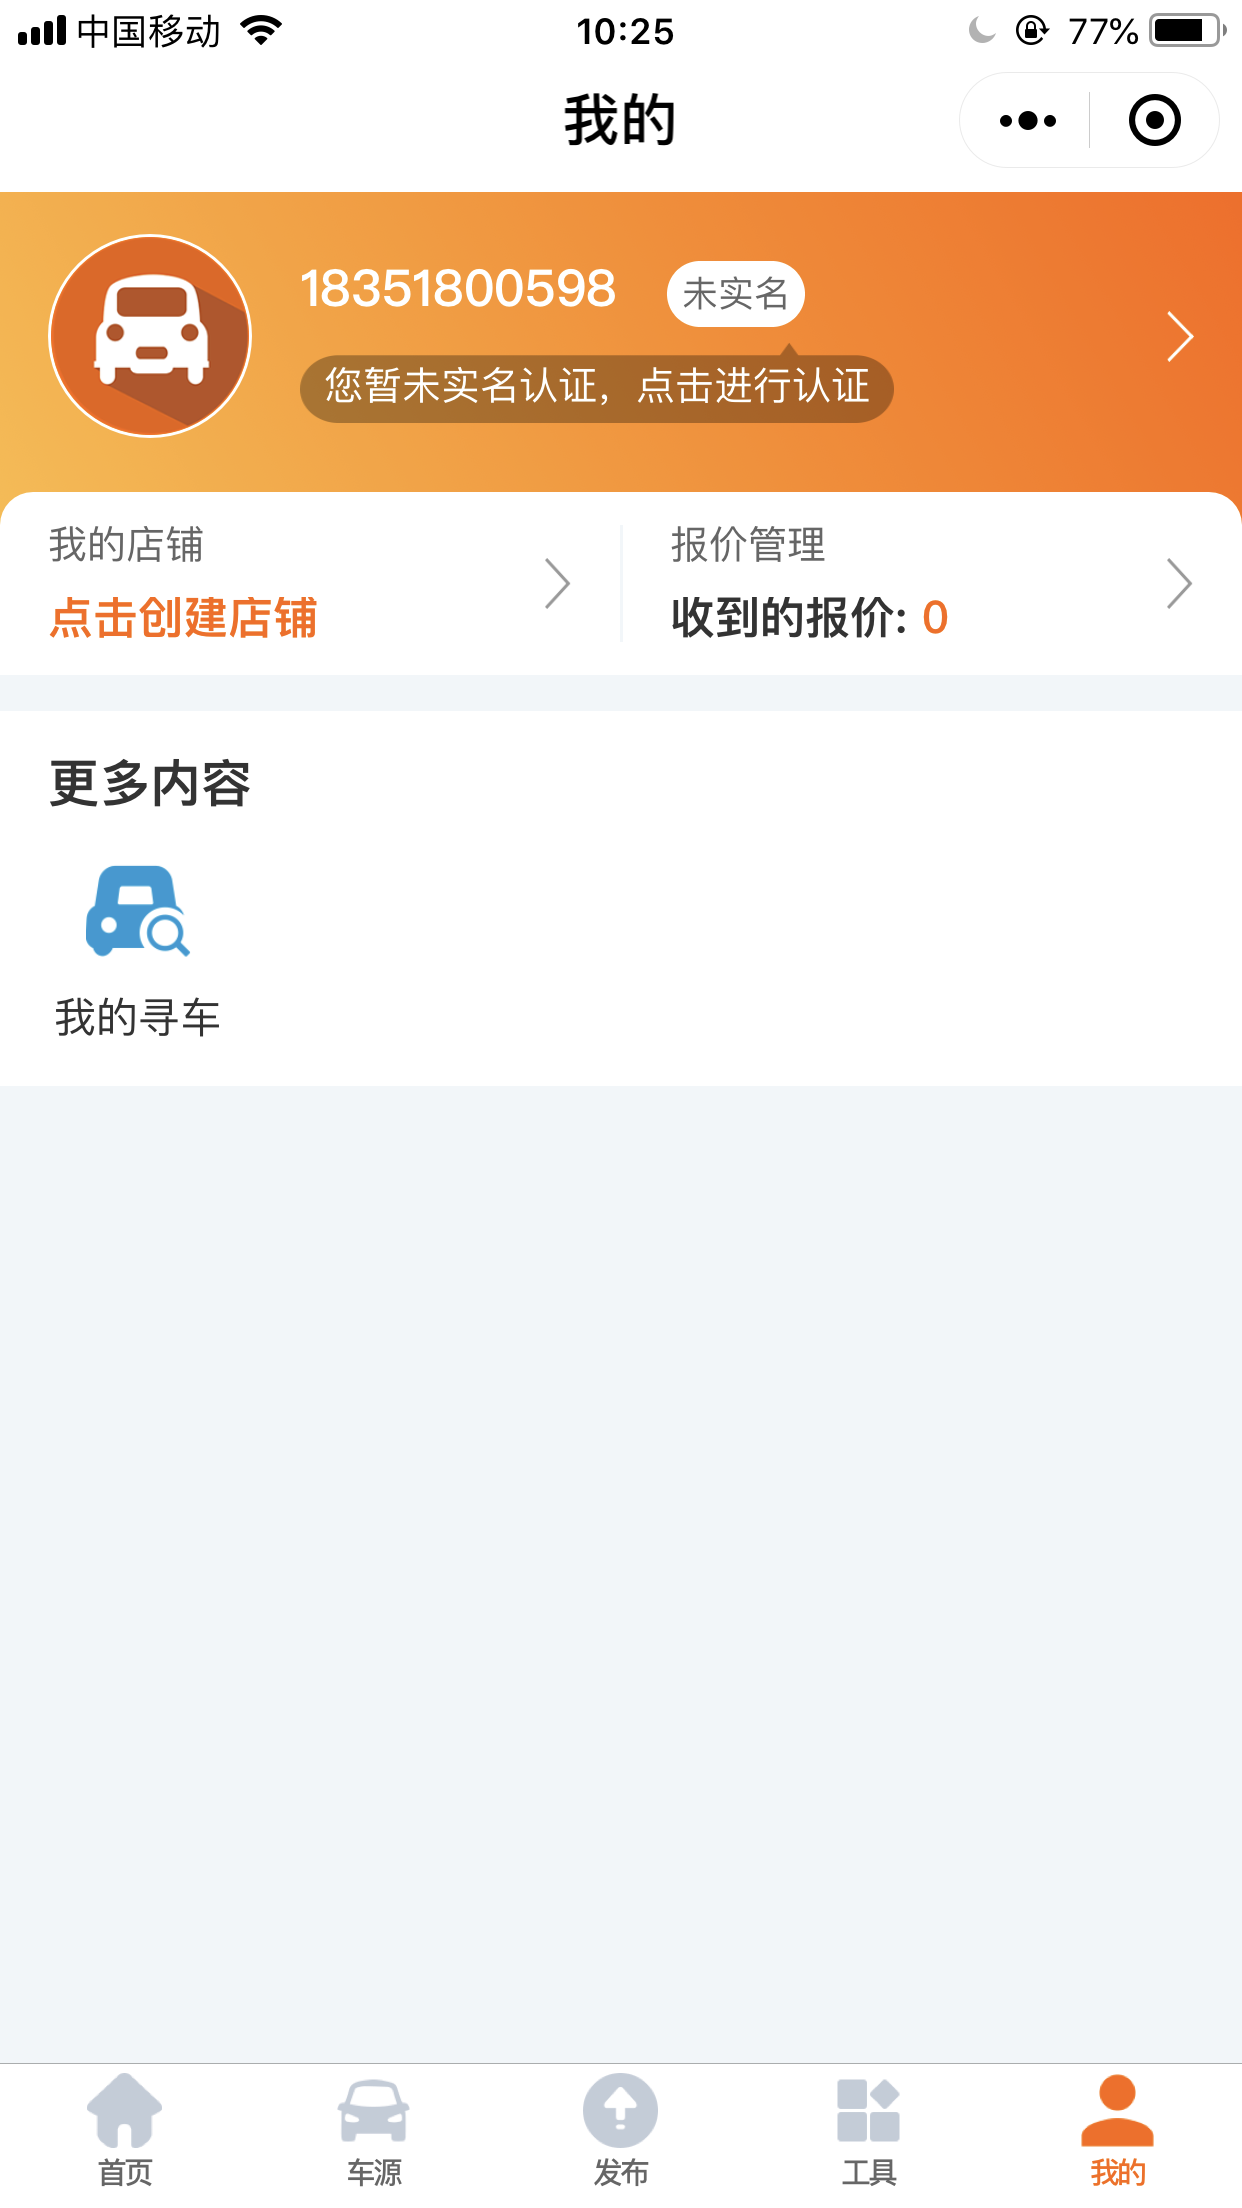 中国移动 10:25 77%
我的
18351800598 未实名
您暂未实名认证，点击进行认证
我的店铺
点击创建店铺
报价管理
收到的报价: 0
更多内容
我的寻车
首页 车源 发布 工具 我的